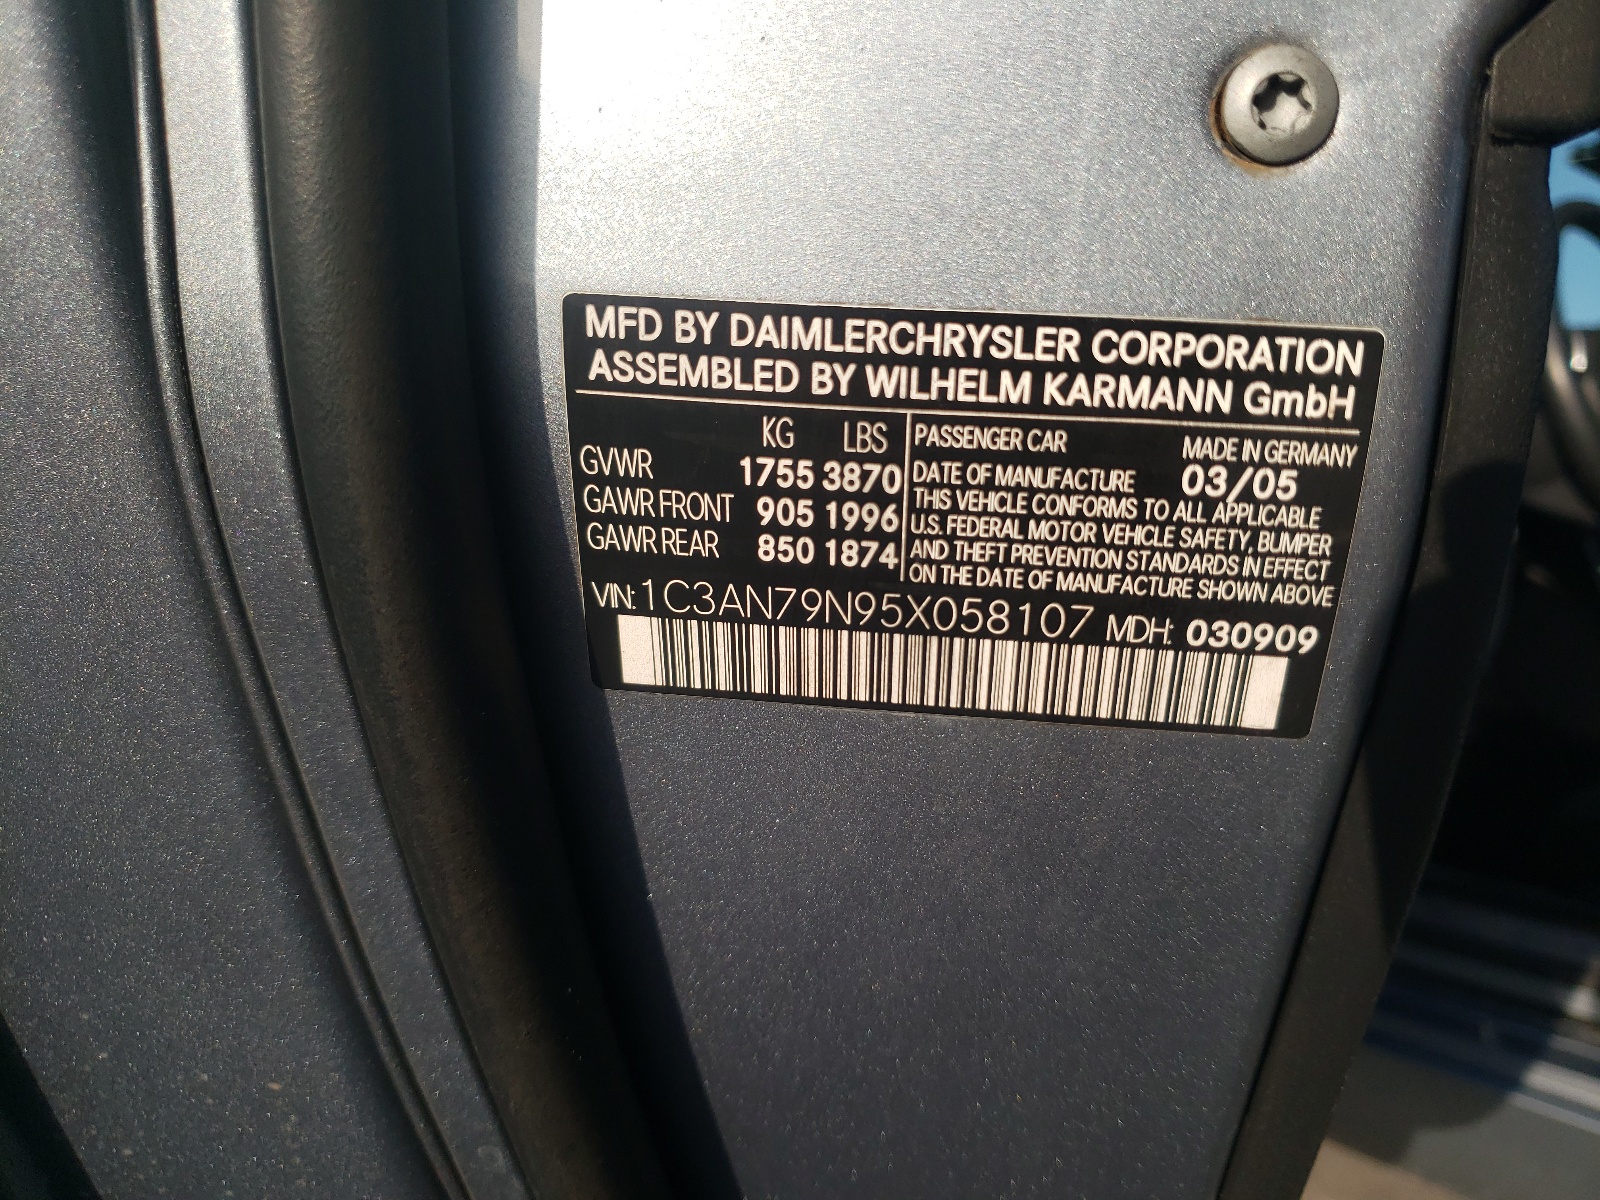 MFD BY DAIMLERCHRYSLER CORPORATION
ASSEMBLED BY WILHELM KARMANN GmbH
KG LBS
GVWR 1755 3870
GAWR FRONT 905 1996
GAWR REAR 850 1874
PASSENGER CAR MADE IN GERMANY
DATE OF MANUFACTURE 03/05
THIS VEHICLE CONFORMS TO ALL APPLICABLE
U.S. FEDERAL MOTOR VEHICLE SAFETY, BUMPER
AND THEFT PREVENTION STANDARDS IN EFFECT
ON THE DATE OF MANUFACTURE SHOWN ABOVE
VIN: 1C3AN79N95X058107 MDH: 030909